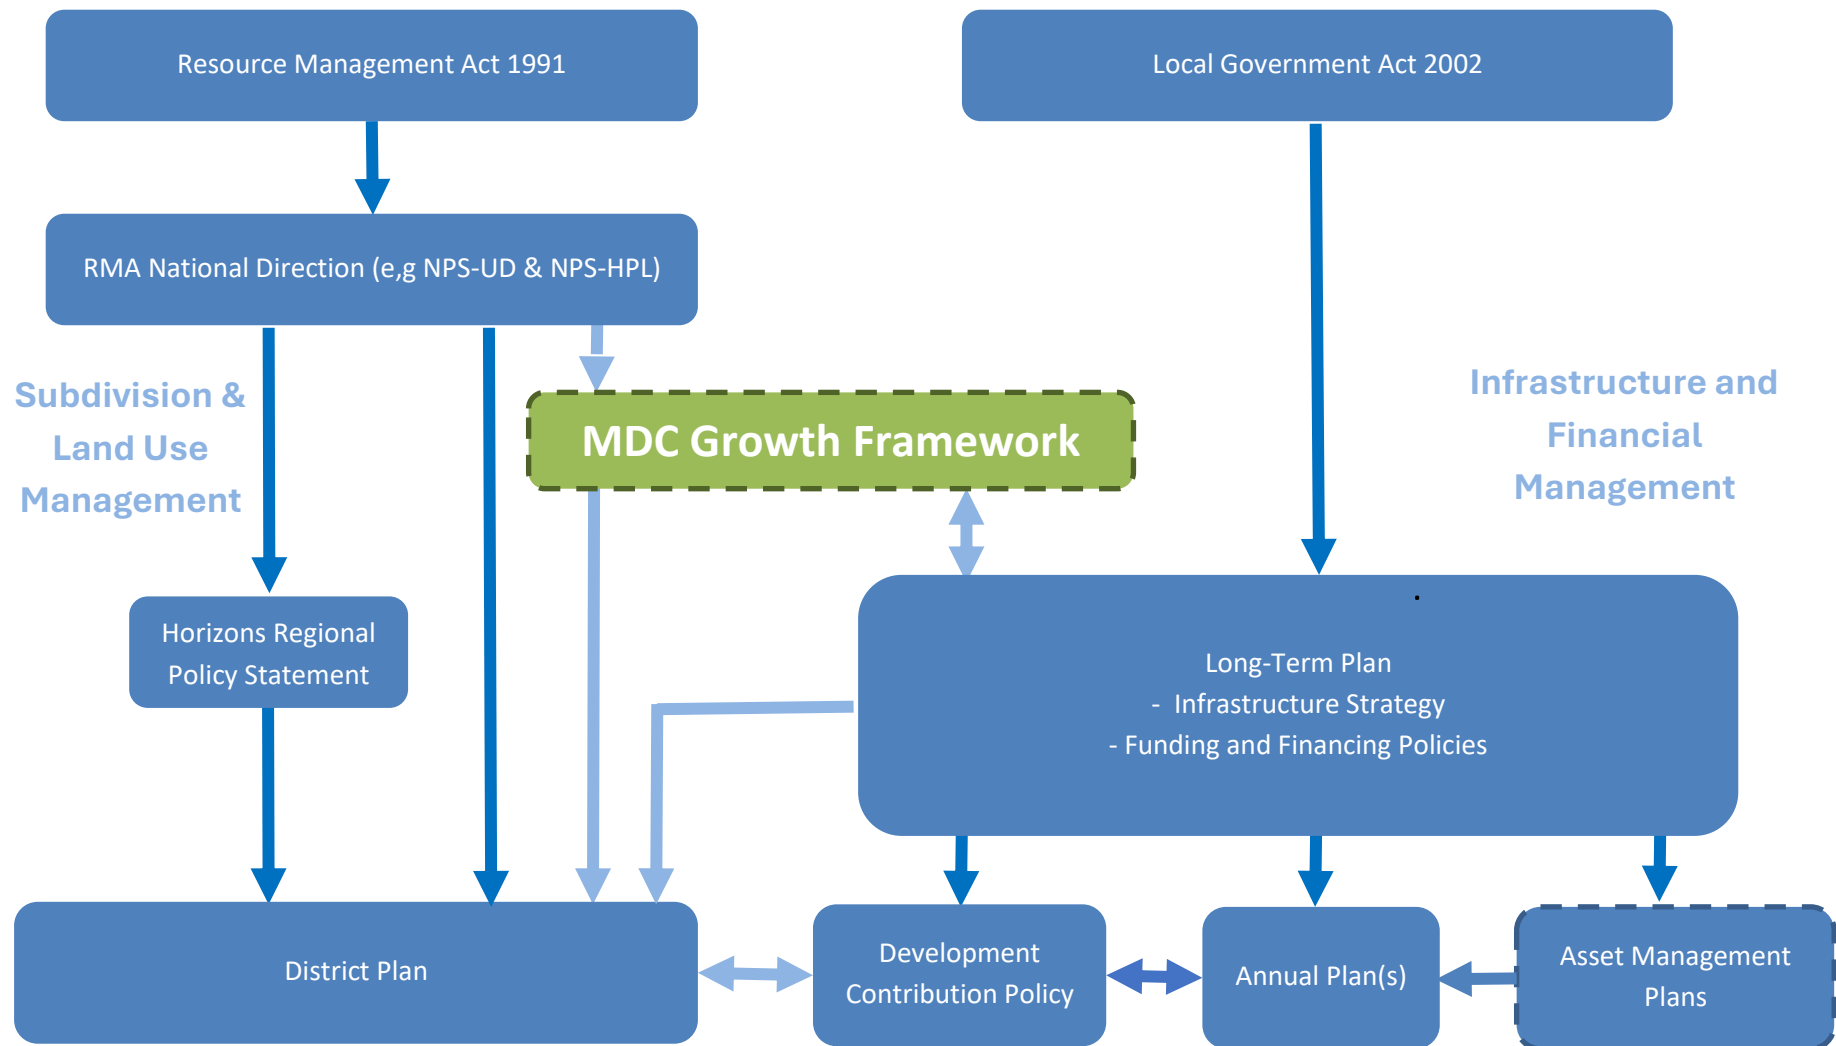 Resource Management Act 1991
Local Government Act 2002
RMA National Direction (e,g NPS-UD & NPS-HPL)
Subdivision &
Land Use
Management
MDC Growth Framework
Infrastructure and
Financial
Management
Horizons Regional
Policy Statement
Long-Term Plan
- Infrastructure Strategy
- Funding and Financing Policies
District Plan
Development
Contribution Policy
Annual Plan(s)
Asset Management
Plans